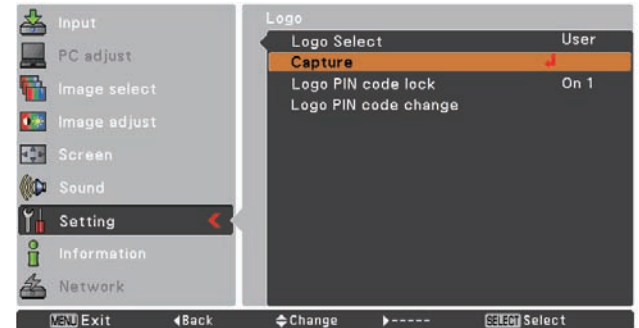 Input
PC adjust
Image select
Image adjust
Screen
Sound
Setting
Information
Network
Logo
Logo Select User
Capture
Logo PIN code lock On 1
Logo PIN code change
MENU Exit Back Change ----- SELECT Select